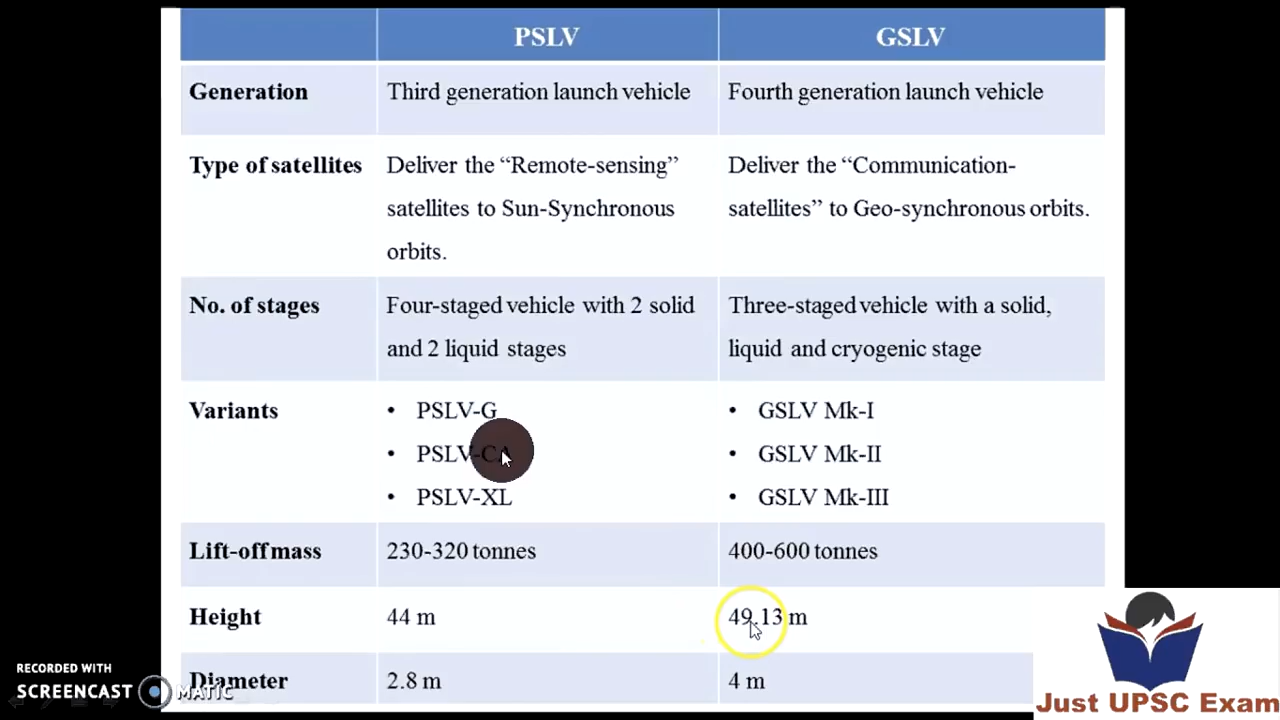 PSLV GSLV
Generation Third generation launch vehicle Fourth generation launch vehicle
Type of satellites Deliver the “Remote-sensing” Deliver the “Communication-
satellites to Sun-Synchronous satellites” to Geo-synchronous orbits.
orbits.
No. of stages Four-staged vehicle with 2 solid Three-staged vehicle with a solid,
and 2 liquid stages liquid and cryogenic stage
Variants • PSLV-G • GSLV Mk-I
• PSLV-CA • GSLV Mk-II
• PSLV-XL • GSLV Mk-III
Lift-off mass 230-320 tonnes 400-600 tonnes
Height 44 m 49.13 m
Diameter 2.8 m 4 m
RECORDED WITH
SCREENCAST MATIC
Just UPSC Exam